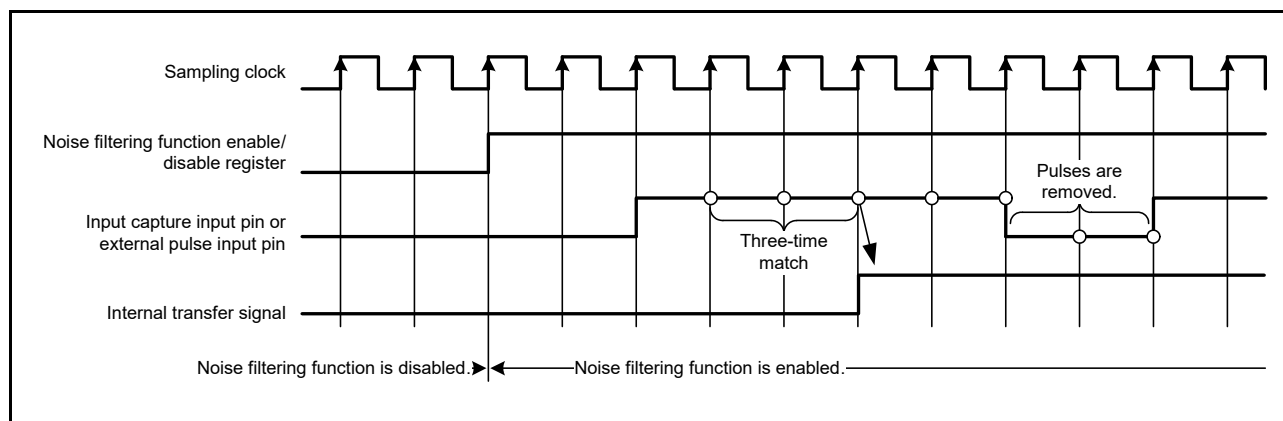 Sampling clock
Noise filtering function enable/
disable register
Pulses are
removed.
Input capture input pin or
external pulse input pin
Three-time
match
Internal transfer signal
Noise filtering function is disabled.
Noise filtering function is enabled.